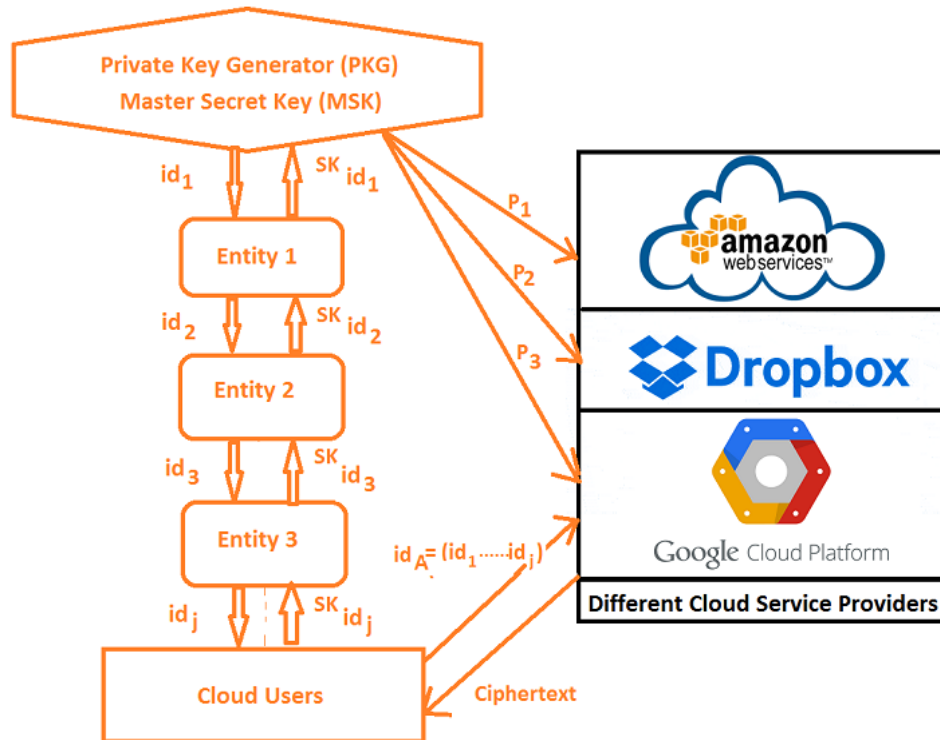 Private Key Generator (PKG)
Master Secret Key (MSK)
id1
SK id1
P1
amazon
webservices™
Entity 1
P2
id2
SK id2
P3
Dropbox
Entity 2
id3
SK id3
Entity 3
idA= (id1......idj)
Google Cloud Platform
Different Cloud Service Providers
idj
SK idj
Cloud Users
Ciphertext